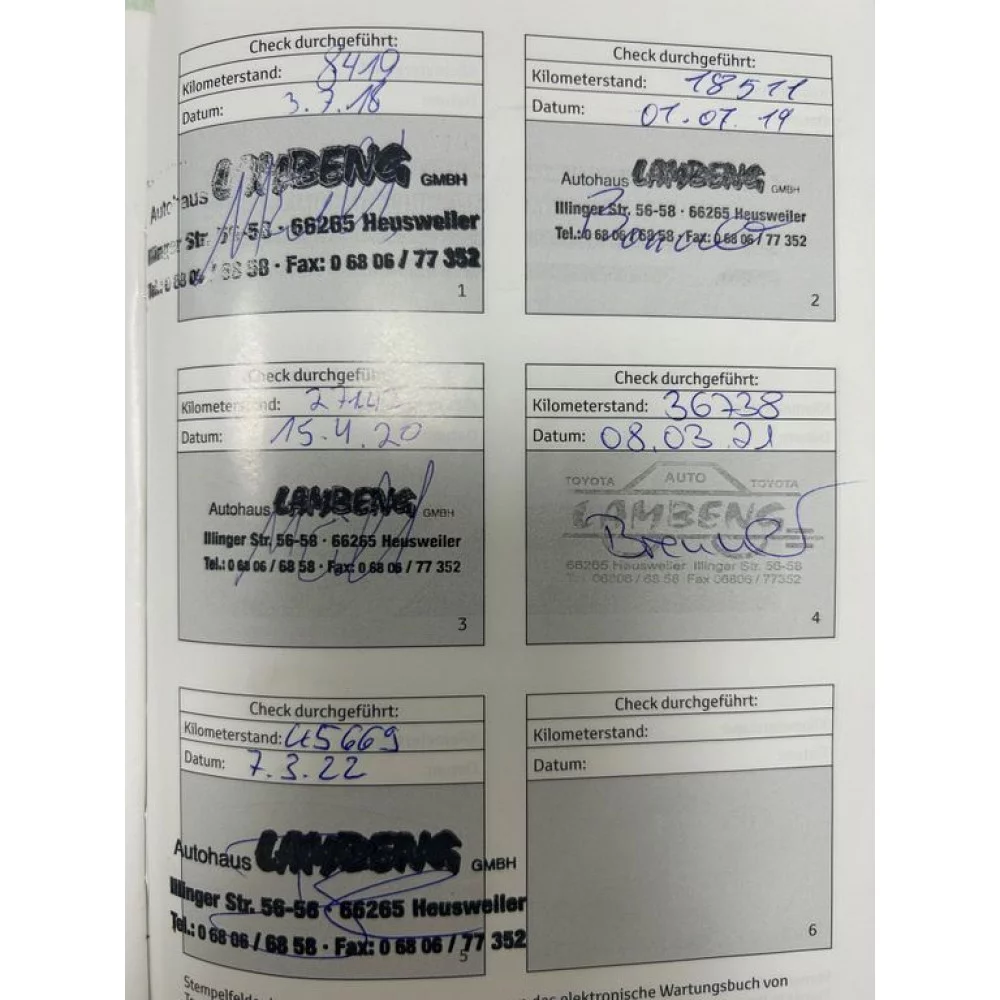 Check durchgeführt:
Kilometerstand: 8419
Datum: 3.7.18
Autohaus LAMBENG GMBH
Illinger Str. 56-58 · 66265 Heusweiler
Tel.: 0 68 06 / 68 58 · Fax: 0 68 06 / 77 352
1
Check durchgeführt:
Kilometerstand: 18511
Datum: 01.07.19
Autohaus LAMBENG GMBH
Illinger Str. 56-58 · 66265 Heusweiler
Tel.: 0 68 06 / 68 58 · Fax: 0 68 06 / 77 352
2
Check durchgeführt:
Kilometerstand: 27142
Datum: 15.4.20
Autohaus LAMBENG GMBH
Illinger Str. 56-58 · 66265 Heusweiler
Tel.: 0 68 06 / 68 58 · Fax: 0 68 06 / 77 352
3
Check durchgeführt:
Kilometerstand: 36738
Datum: 08.03.21
TOYOTA AUTO TOYOTA
LAMBENG
66265 Heusweiler Illinger Str. 56-58
Tel. 06806 / 68 58 Fax 06806 / 77352
4
Check durchgeführt:
Kilometerstand: 45669
Datum: 7.3.22
Autohaus LAMBENG GMBH
Illinger Str. 56-58 · 66265 Heusweiler
Tel.: 0 68 06 / 68 58 · Fax: 0 68 06 / 77 352
5
Check durchgeführt:
Kilometerstand:
Datum:
6
elektronische Wartungsbuch von